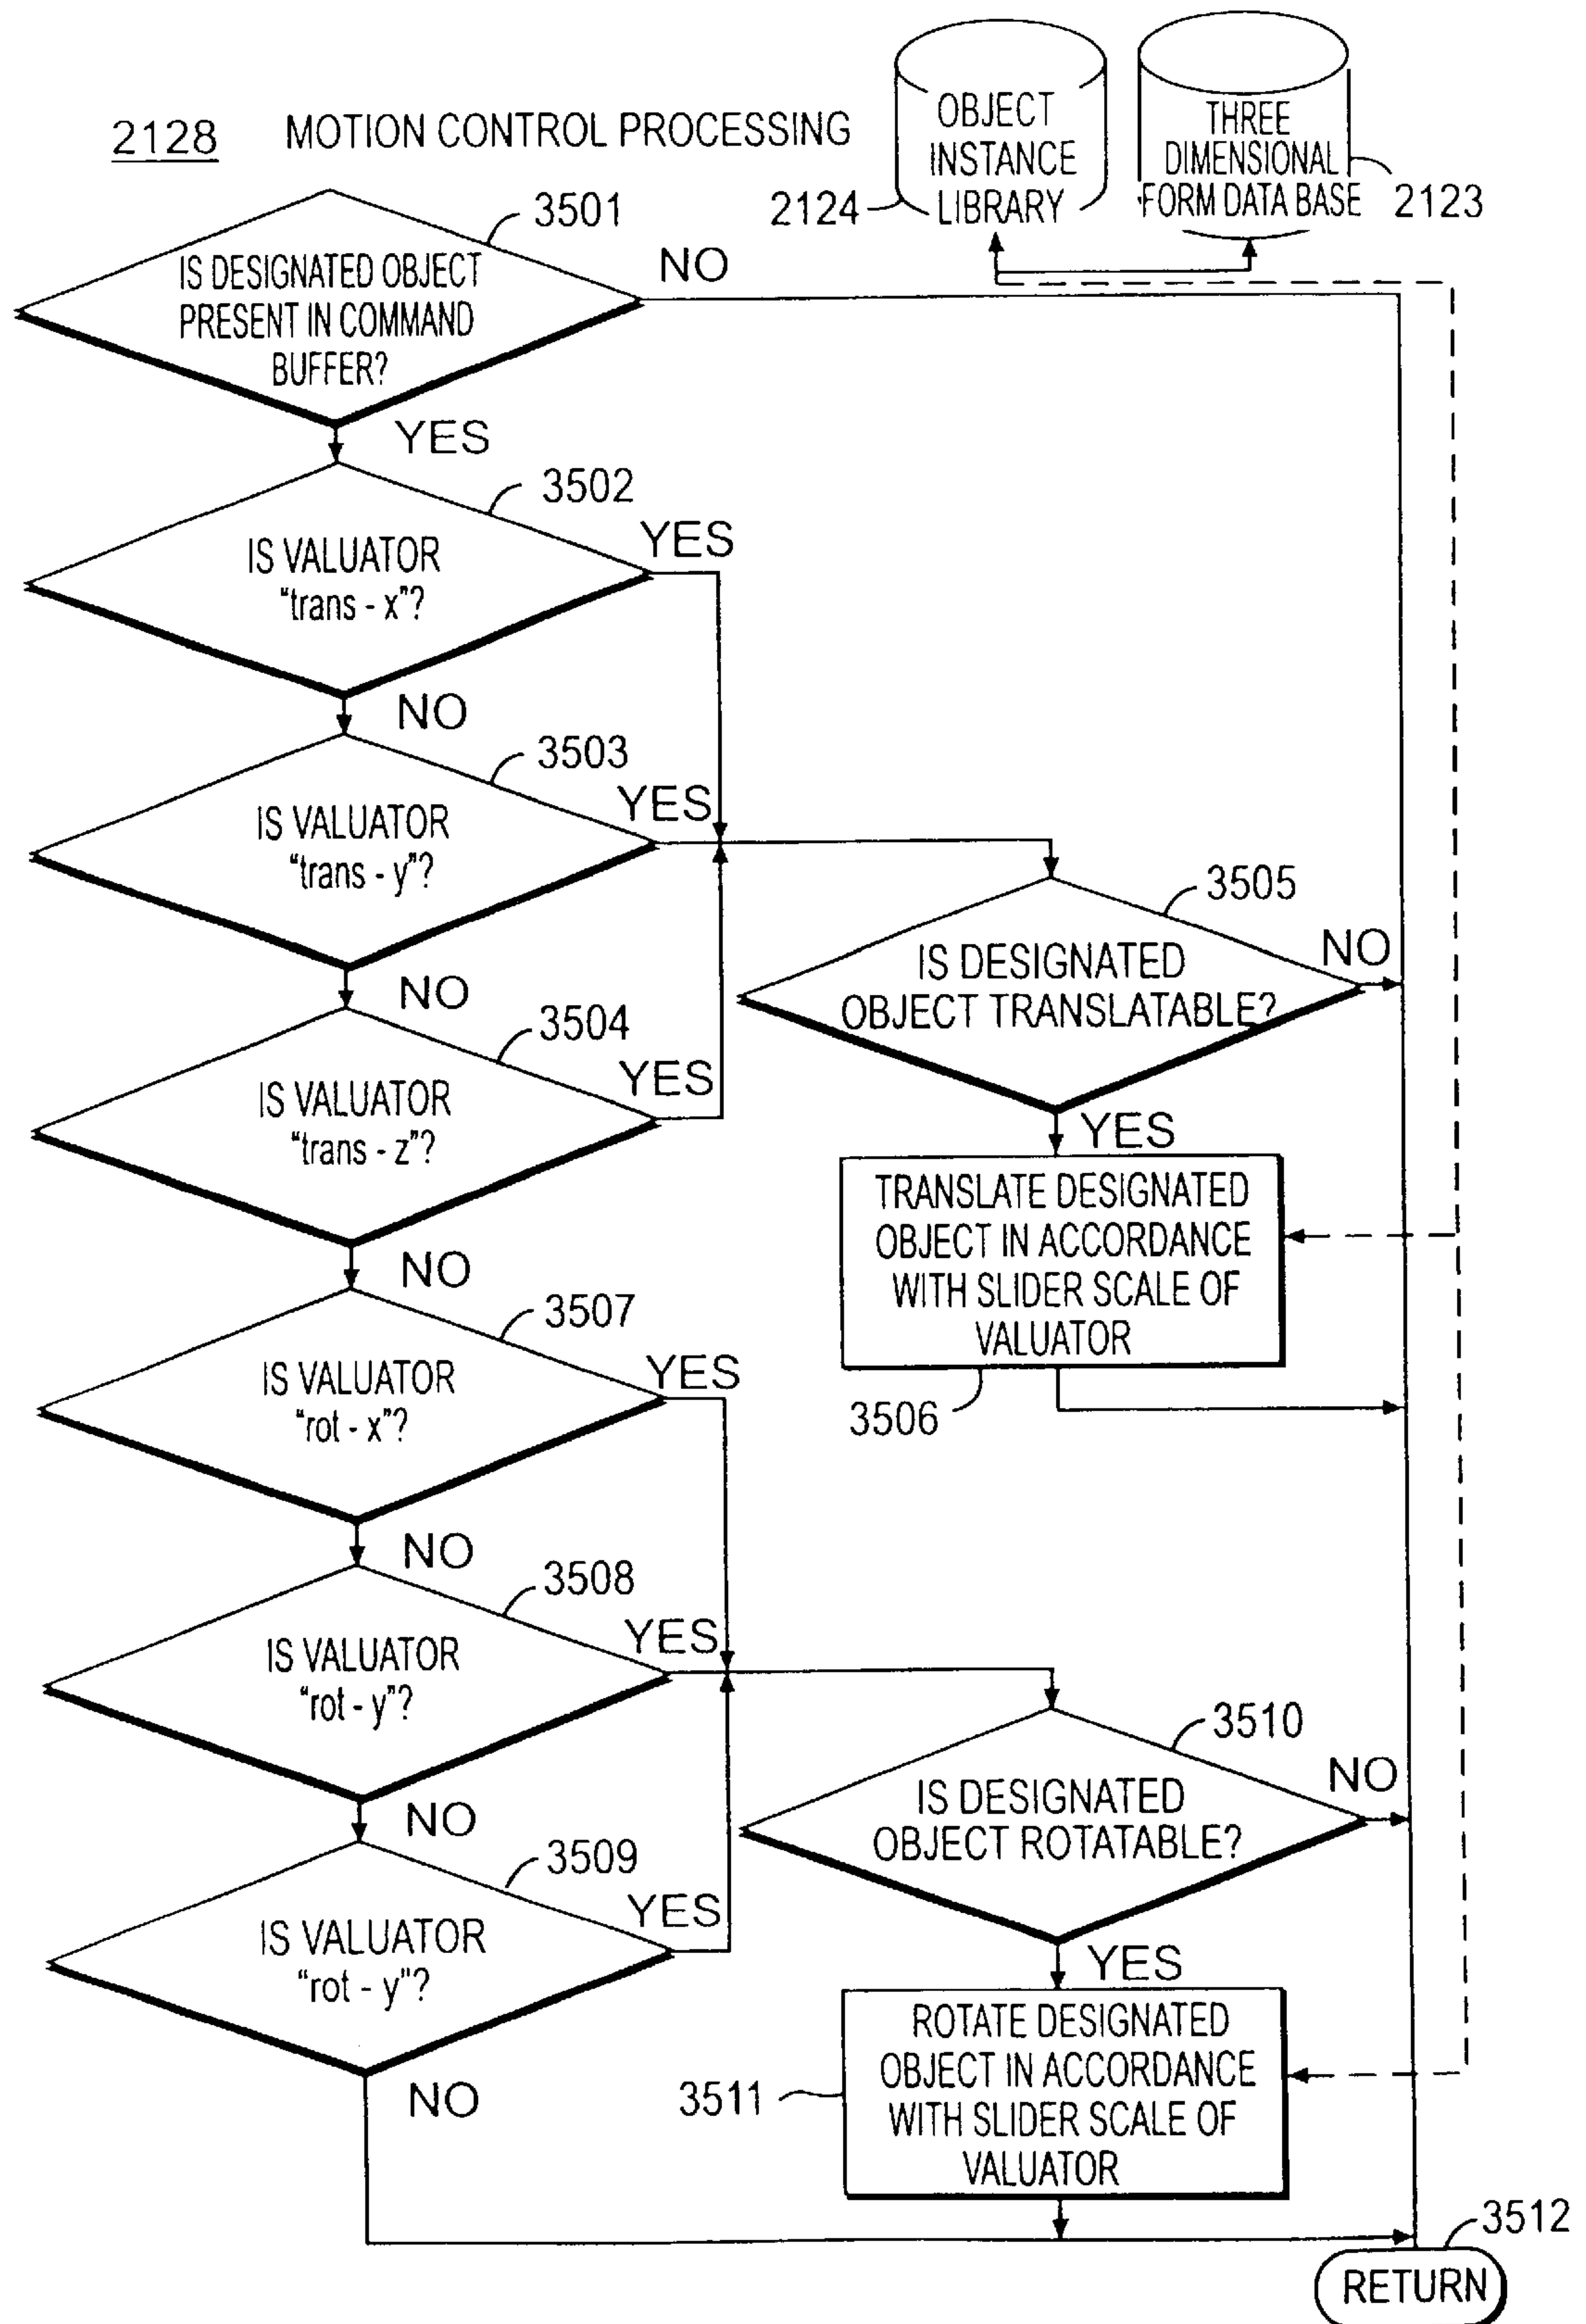 2128 MOTION CONTROL PROCESSING
OBJECT
INSTANCE
LIBRARY
2124
THREE
DIMENSIONAL
FORM DATA BASE
2123
3501
IS DESIGNATED OBJECT
PRESENT IN COMMAND
BUFFER?
NO
YES
3502
IS VALUATOR
"trans - x"?
YES
NO
3503
IS VALUATOR
"trans - y"?
YES
NO
3504
IS VALUATOR
"trans - z"?
YES
NO
3505
IS DESIGNATED
OBJECT TRANSLATABLE?
NO
YES
TRANSLATE DESIGNATED
OBJECT IN ACCORDANCE
WITH SLIDER SCALE OF
VALUATOR
3506
3507
IS VALUATOR
"rot - x"?
YES
NO
3508
IS VALUATOR
"rot - y"?
YES
NO
3509
IS VALUATOR
"rot - y"?
YES
NO
3510
IS DESIGNATED
OBJECT ROTATABLE?
NO
YES
ROTATE DESIGNATED
OBJECT IN ACCORDANCE
WITH SLIDER SCALE OF
VALUATOR
3511
3512
RETURN